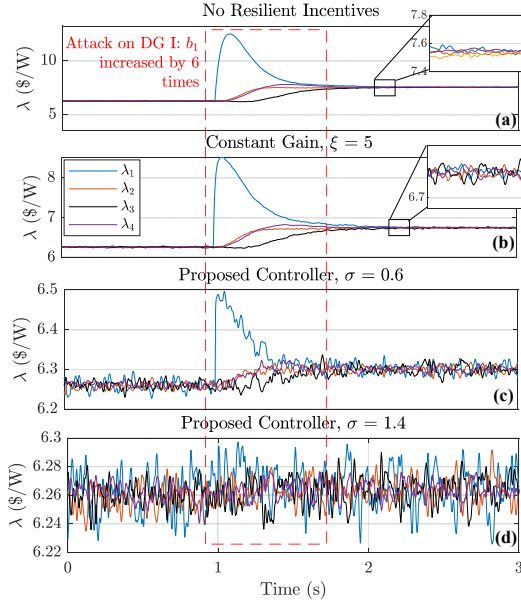 No Resilient Incentives
Attack on DG I: b₁
increased by 6
times
7.8
7.6
7.4
10
5
λ ($/W)
(a)
Constant Gain, ξ = 5
λ₁
λ₂
λ₃
λ₄
6.7
8
7
6
λ ($/W)
(b)
Proposed Controller, σ = 0.6
6.5
6.4
6.3
6.2
λ ($/W)
(c)
Proposed Controller, σ = 1.4
6.3
6.28
6.26
6.24
6.22
λ ($/W)
(d)
0 1 2 3
Time (s)